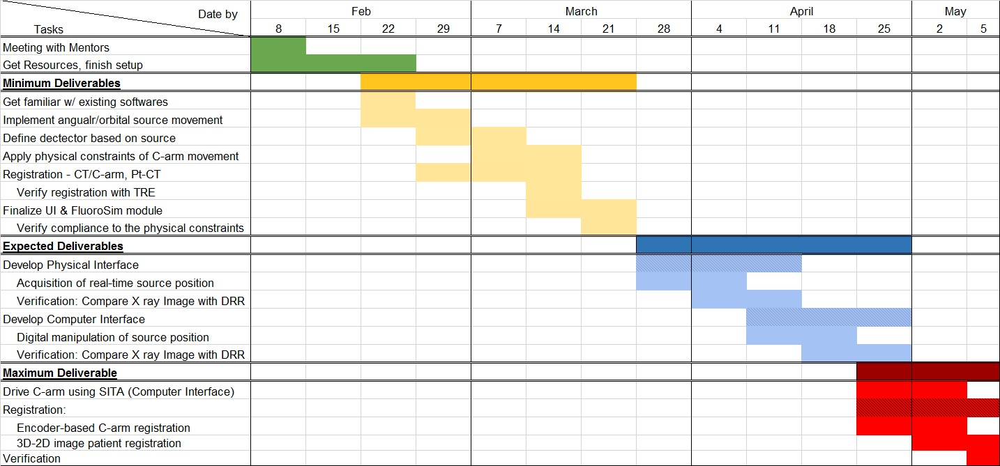 Date by
Feb March April May
Tasks
8 15 22 29 7 14 21 28 4 11 18 25 2 5
Meeting with Mentors
Get Resources, finish setup
Minimum Deliverables
Get familiar w/ existing softwares
Implement angualr/orbital source movement
Define dectector based on source
Apply physical constraints of C-arm movement
Registration - CT/C-arm, Pt-CT
Verify registration with TRE
Finalize UI & FluoroSim module
Verify compliance to the physical constraints
Expected Deliverables
Develop Physical Interface
Acquisition of real-time source position
Verification: Compare X ray Image with DRR
Develop Computer Interface
Digital manipulation of source position
Verification: Compare X ray Image with DRR
Maximum Deliverable
Drive C-arm using SITA (Computer Interface)
Registration:
Encoder-based C-arm registration
3D-2D image patient registration
Verification